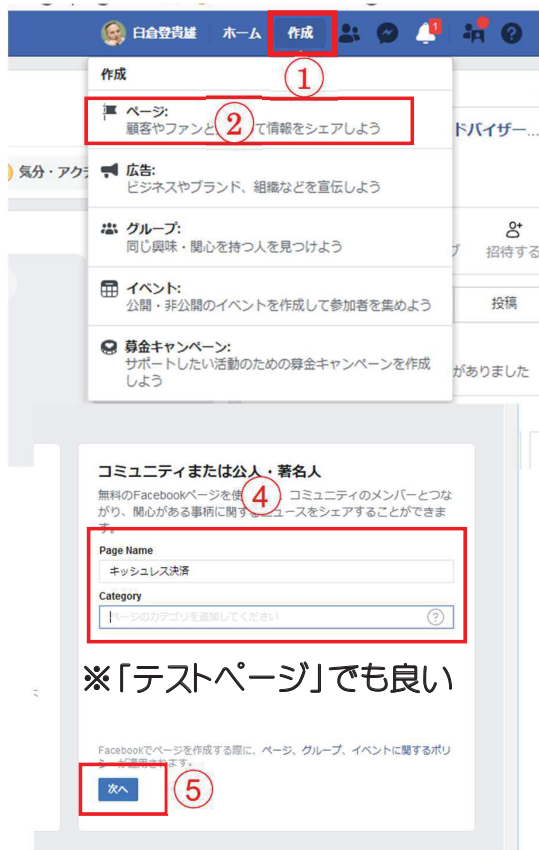 白倉登貴雄 ホーム 作成 1
作成
①
ページ:
顧客やファンと て情報をシェアしよう
②
ドバイザー...
気分・アク
広告:
ビジネスやブランド、組織などを宣伝しよう
グループ:
同じ興味・関心を持つ人を見つけよう
ブ 招待する
イベント:
公開・非公開のイベントを作成して参加者を集めよう
投稿
募金キャンペーン:
サポートしたい活動のための募金キャンペーンを作成
しよう
がありました
コミュニティまたは公人・著名人
無料のFacebookページを使 、コミュニティのメンバーとつな
がり、関心がある事柄に関するニュースをシェアすることができま
す。
④
Page Name
キッシュレス決済
Category
ページのカテゴリを追加してください ?
※「テストページ」でも良い
Facebookでページを作成する際に、ページ、グループ、イベントに関するポリ
シーが適用されます。
次へ ⑤